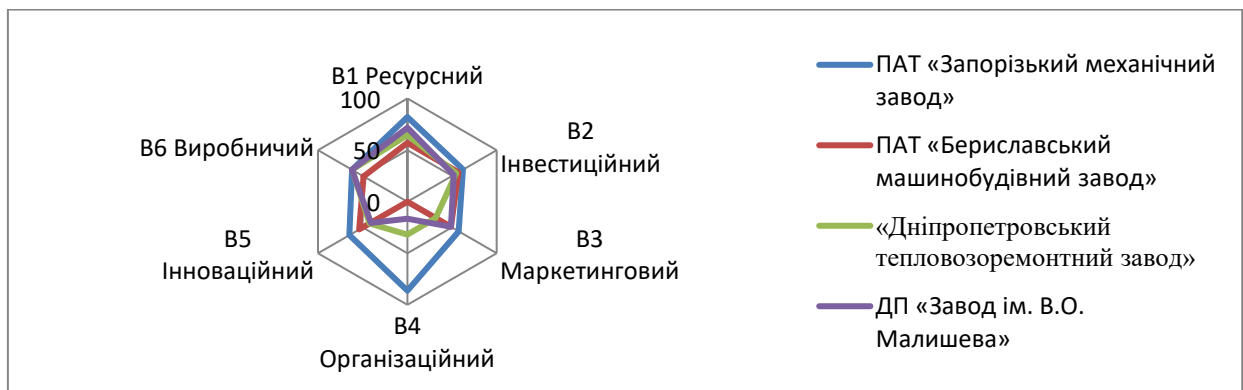 В1 Ресурсний
100
50
0
В2
Інвестиційний
В3
Маркетинговий
В4
Організаційний
В5
Інноваційний
В6 Виробничий
ПАТ «Запорізький механічний
завод»
ПАТ «Бериславський
машинобудівний завод»
«Дніпропетровський
тепловозоремонтний завод»
ДП «Завод ім. В.О.
Малишева»